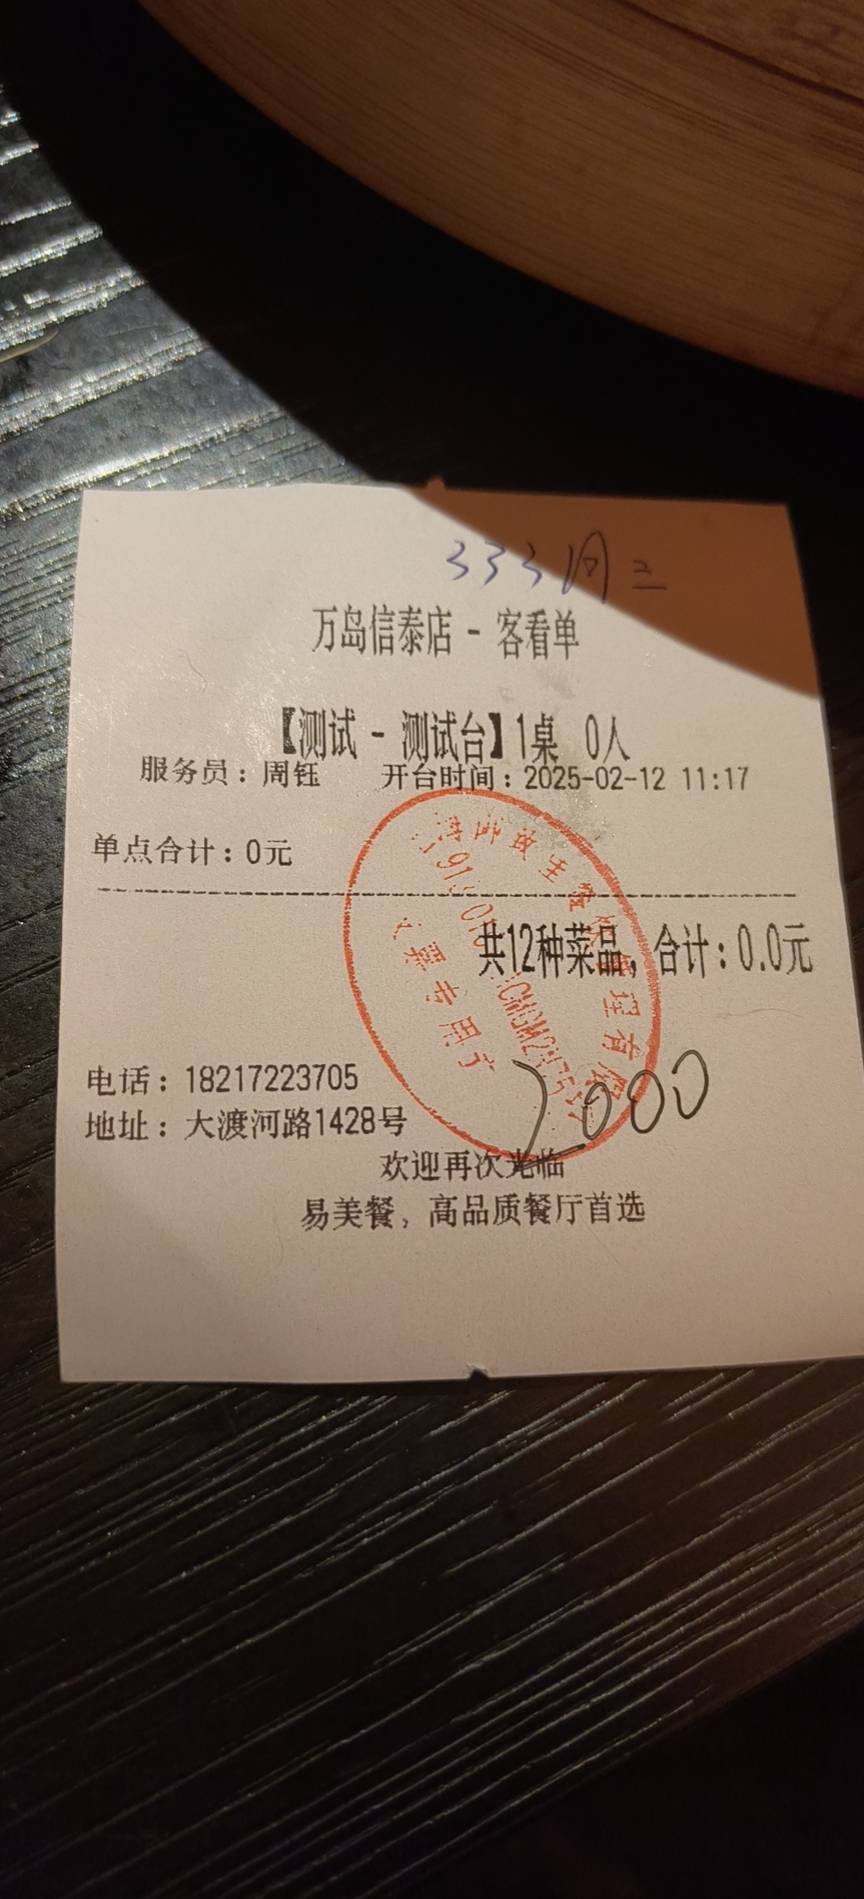 333
万岛信泰店 - 客看单
【测试 - 测试台】1桌 0人
服务员：周钰 开台时间：2025-02-12 11:17
单点合计：0元
共12种菜品，合计：0.0元
2000
电话：18217223705
地址：大渡河路1428号
欢迎再次光临
易美餐，高品质餐厅首选